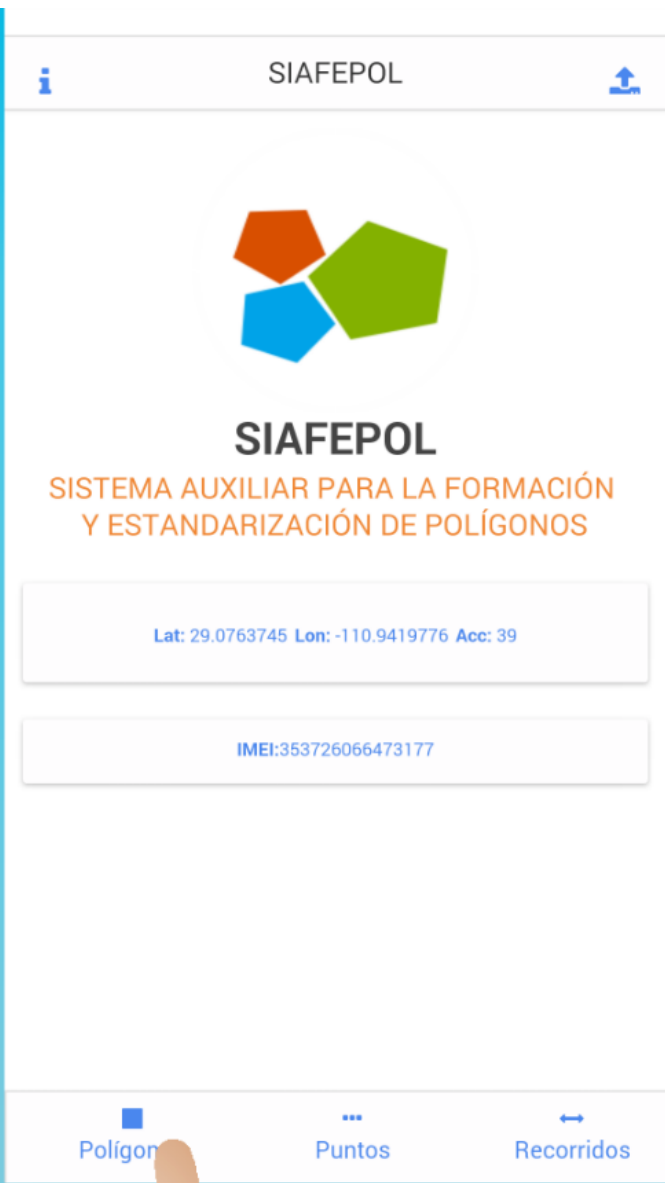 SIAFEPOL
SIAFEPOL
SISTEMA AUXILIAR PARA LA FORMACIÓN
Y ESTANDARIZACIÓN DE POLÍGONOS
Lat: 29.0763745 Lon: -110.9419776 Acc: 39
IMEI:353726066473177
Puntos
Recorridos